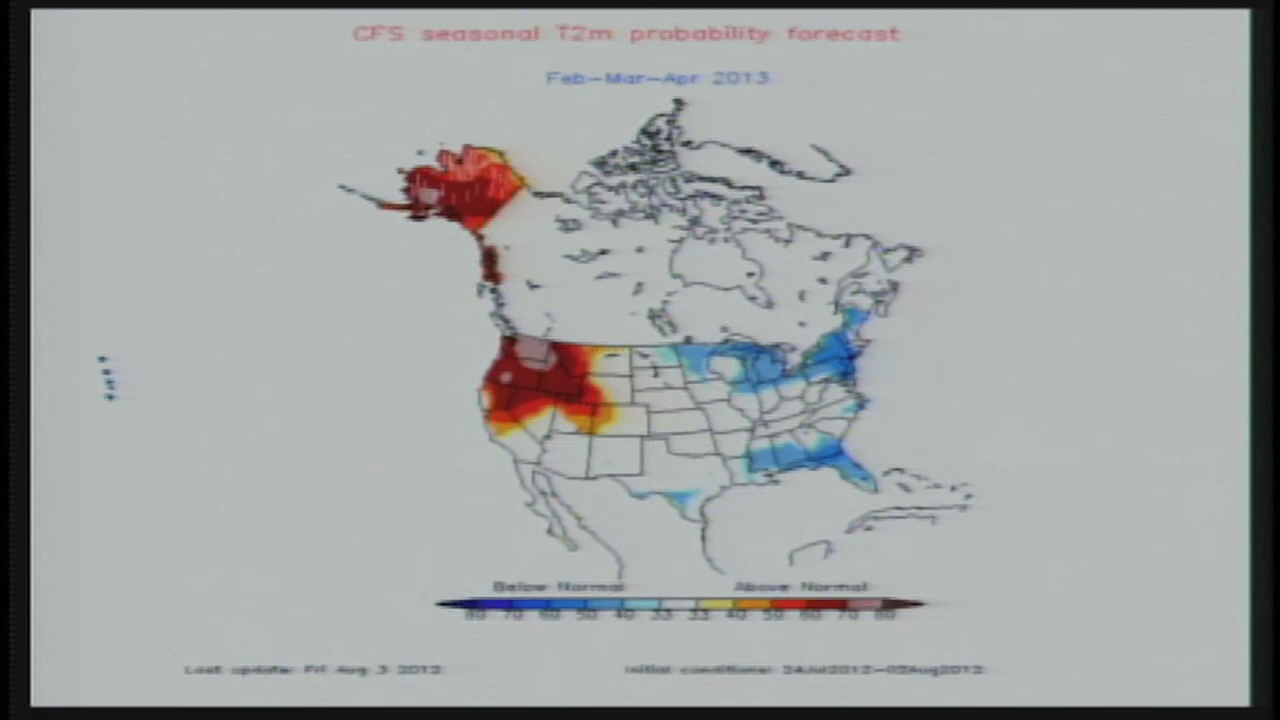 CFS seasonal T2m probability forecast
Feb-Mar-Apr 2013
Below Normal Above Normal
80 70 60 50 40 33 33 40 50 60 70 80
Last update: Fri Aug 3 2012 Initial conditions: 24Jul2012-02Aug2012